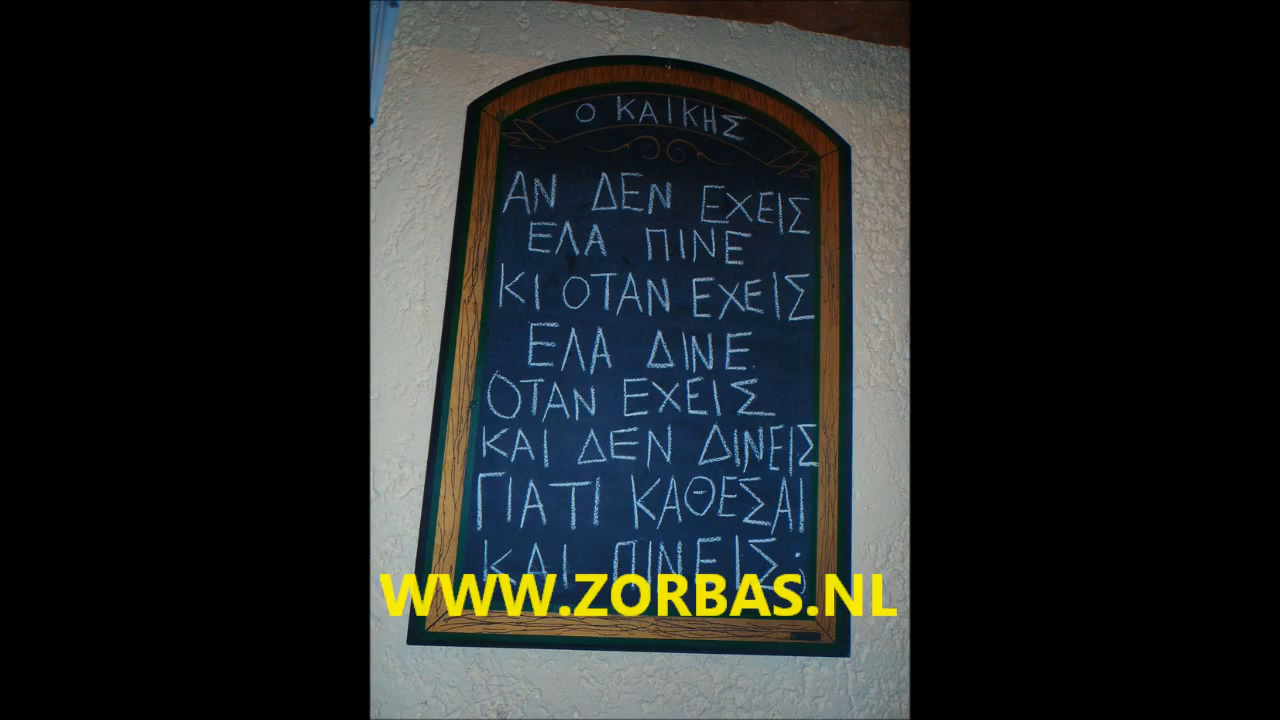 Ο ΚΑΙΚΗΣ
ΑΝ ΔΕΝ ΕΧΕΙΣ
ΕΛΑ ΠΙΝΕ
ΚΙ ΟΤΑΝ ΕΧΕΙΣ
ΕΛΑ ΔΙΝΕ
ΟΤΑΝ ΕΧΕΙΣ
ΚΑΙ ΔΕΝ ΔΙΝΕΙΣ
ΓΙΑΤΙ ΚΑΘΕΣΑΙ
ΚΑΙ ΠΙΝΕΙΣ;
WWW.ZORBAS.NL